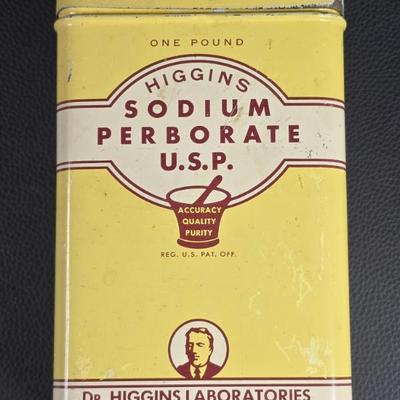 ONE POUND
HIGGINS
SODIUM
PERBORATE
U.S.P.
ACCURACY
QUALITY
PURITY
REG. U.S. PAT. OFF.
DR. HIGGINS LABORATORIES